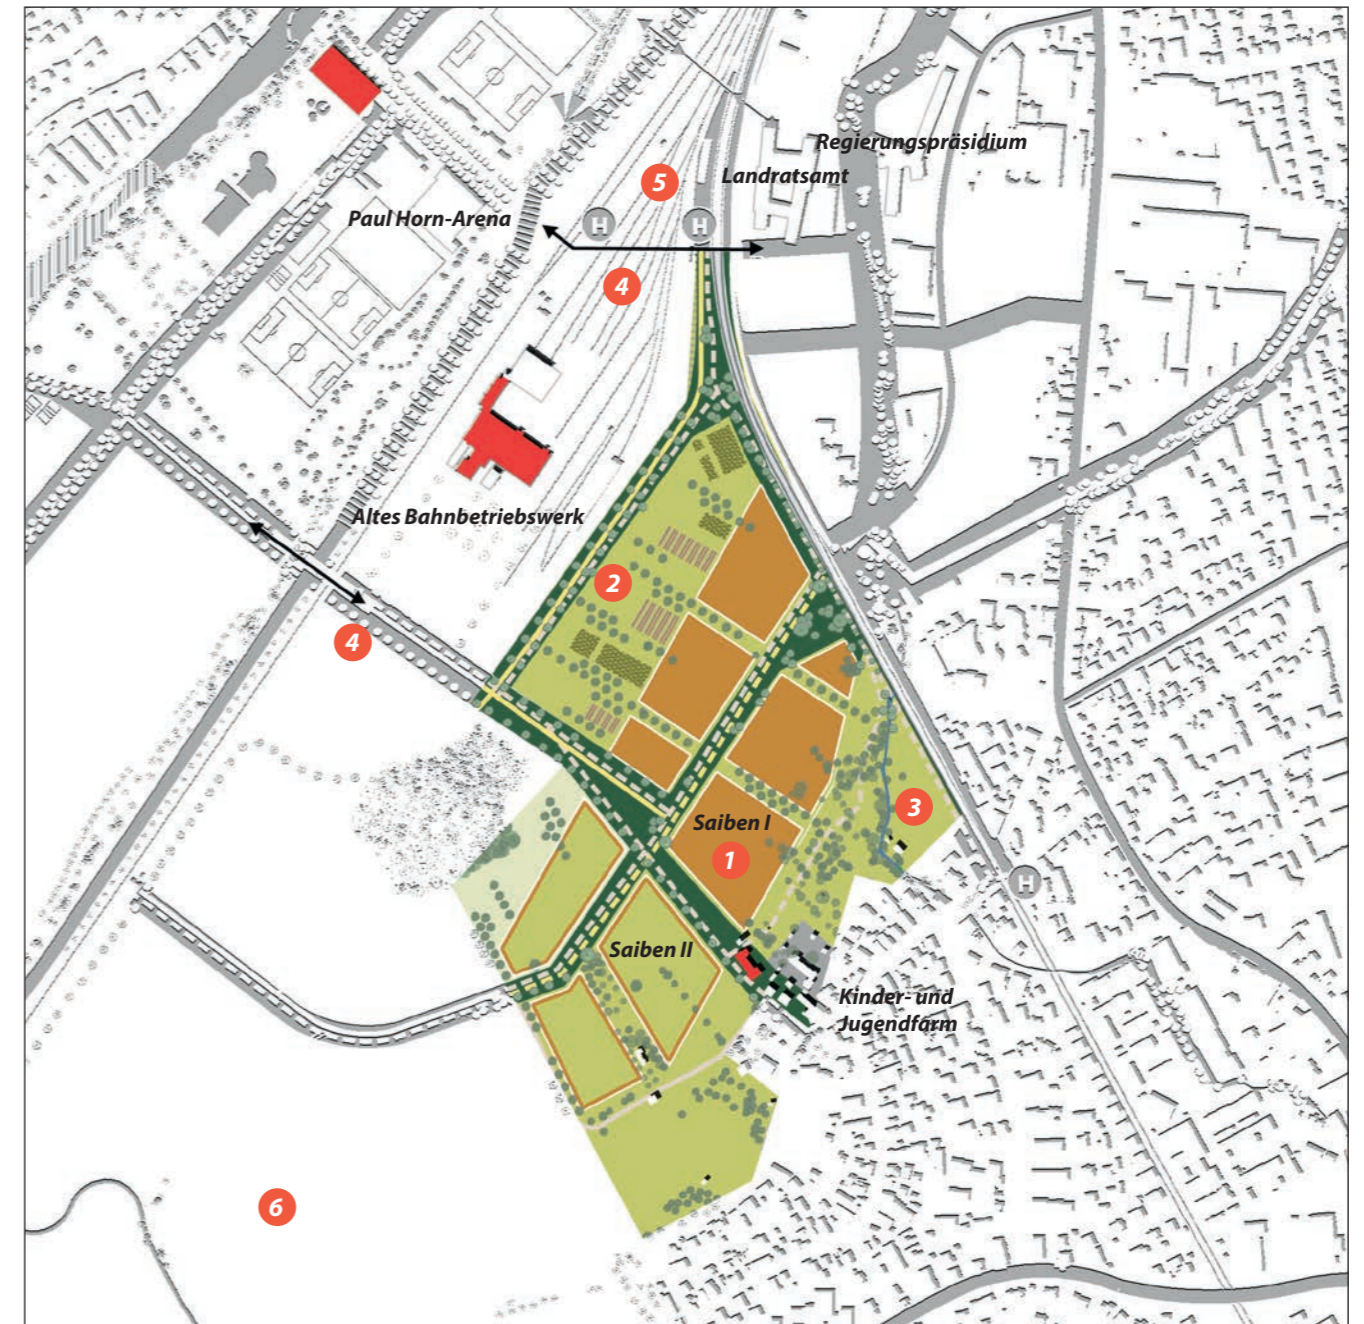 Regierungspräsidium
Landratsamt
5
Paul Horn-Arena
H
H
4
Altes Bahnbetriebswerk
2
4
3
Saiben I
1
H
Saiben II
Kinder- und
Jugendfarm
6